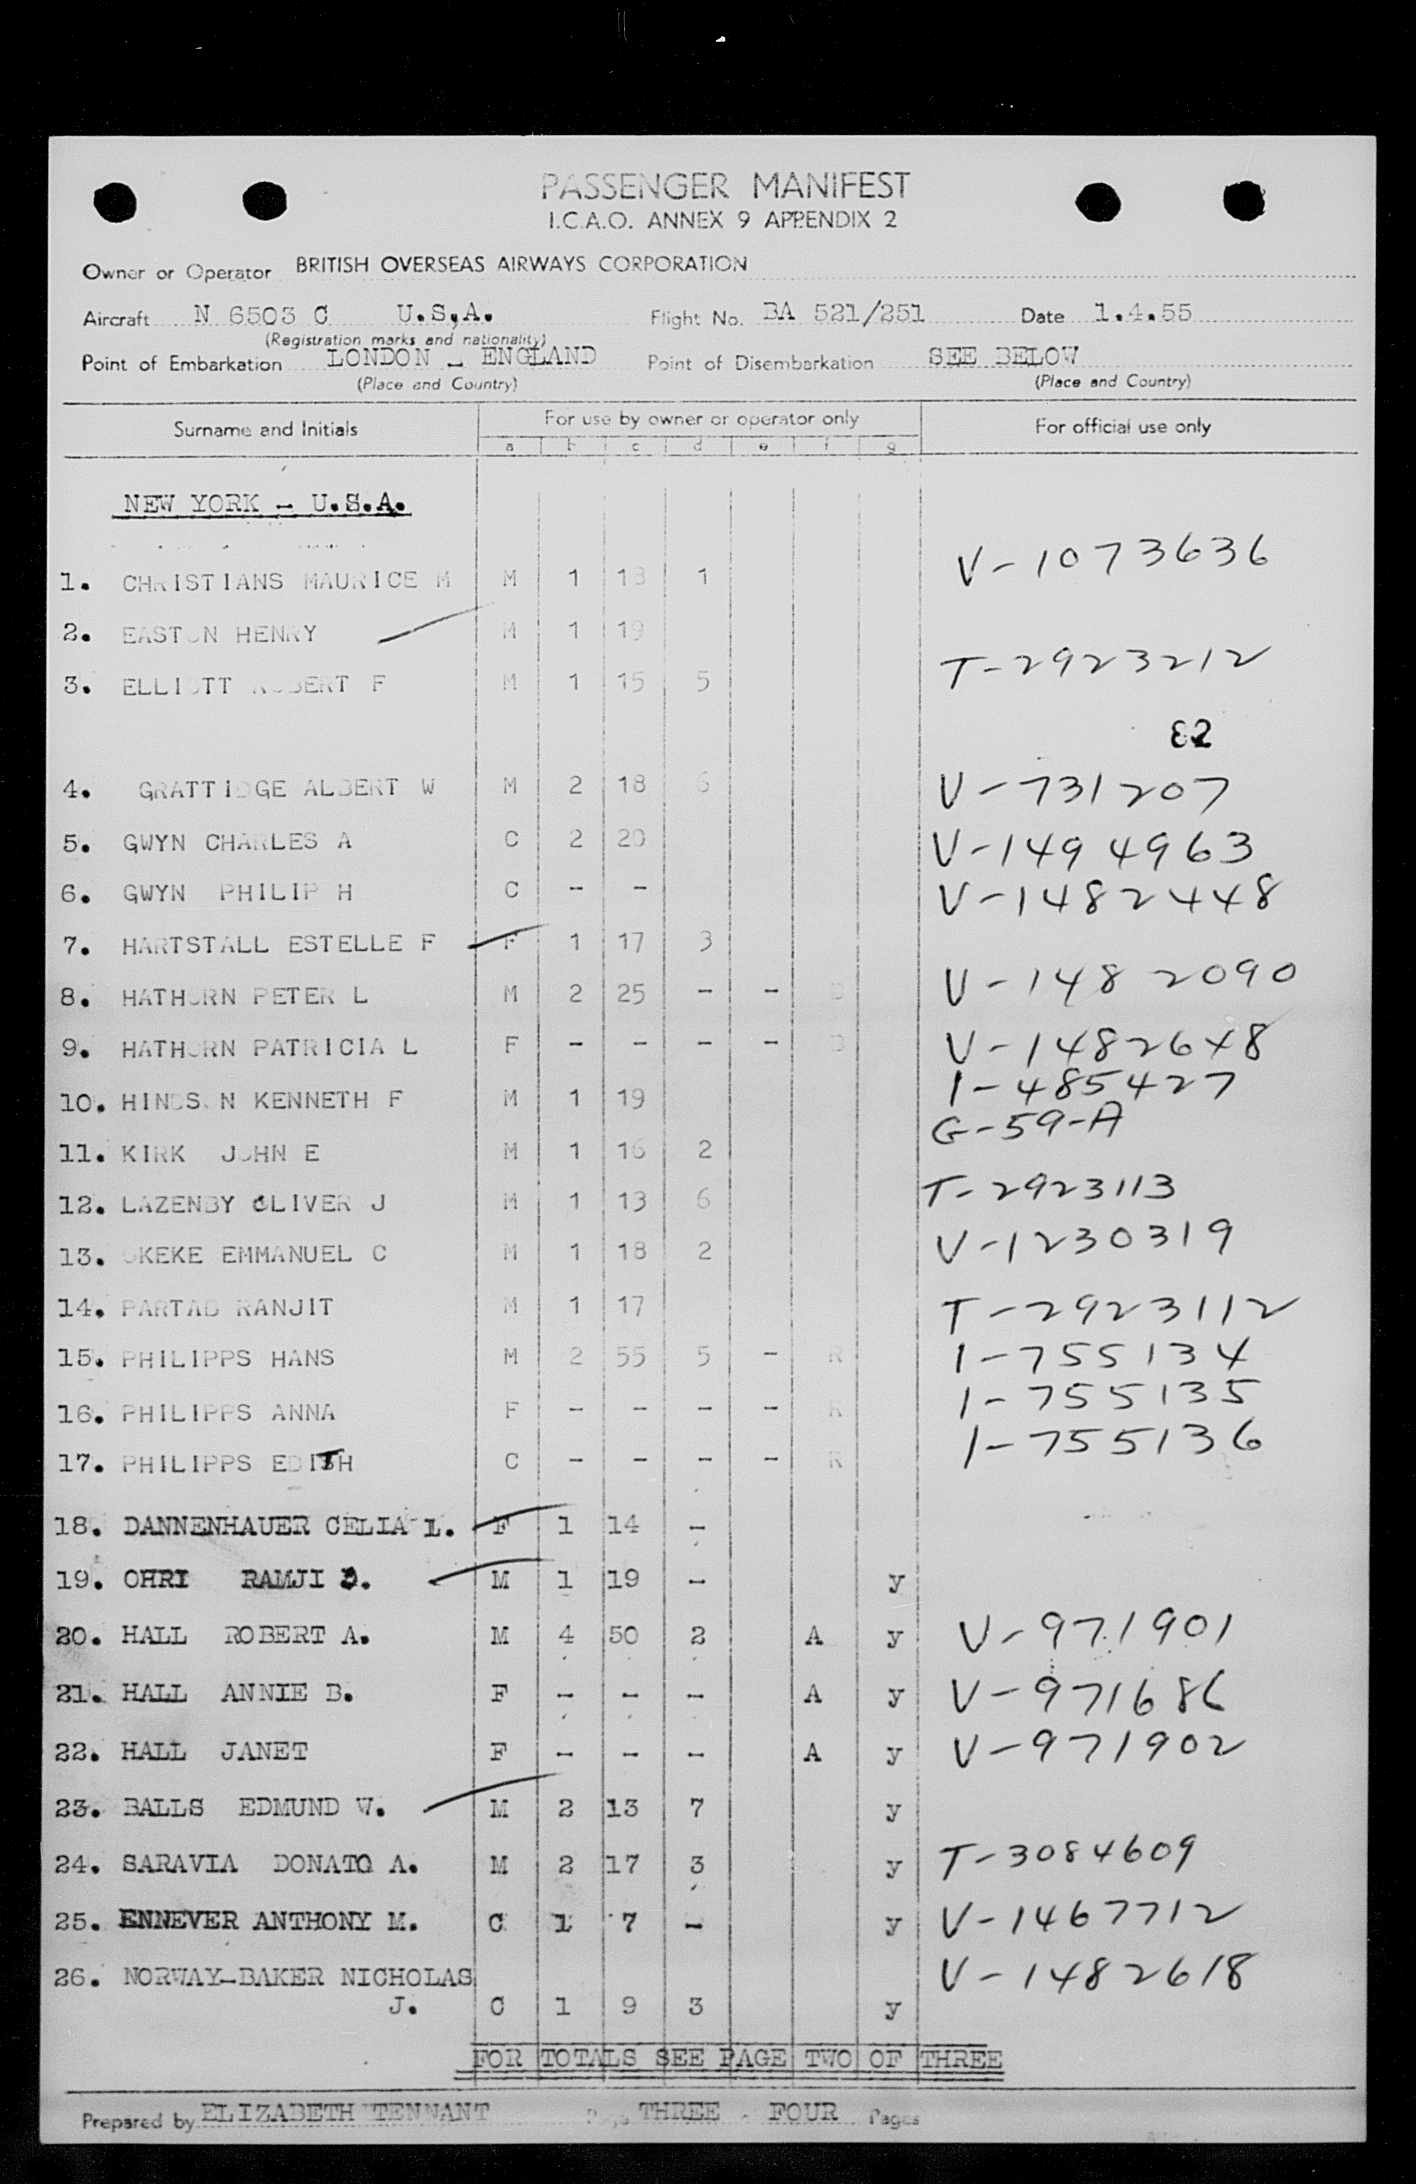 PASSENGER MANIFEST
I.C.A.O. ANNEX 9 APPENDIX 2
Owner or Operator BRITISH OVERSEAS AIRWAYS CORPORATION
Aircraft N 6503 C U.S.A. Flight No. BA 521/251 Date 1.4.55
(Registration marks and nationality)
Point of Embarkation LONDON - ENGLAND Point of Disembarkation SEE BELOW
(Place and Country) (Place and Country)
Surname and Initials For use by owner or operator only For official use only
a b c d e f g
NEW YORK - U.S.A.
V-1073636
1. CHRISTIANS MAURICE M M 1 18 1
2. EASTON HENRY M 1 19
T-2923212
3. ELLIOTT ROBERT F M 1 15 5
82
4. GRATTIDGE ALBERT W M 2 18 6 V-731207
5. GWYN CHARLES A C 2 20 V-1494963
6. GWYN PHILIP H C - - V-1482448
7. HARTSTALL ESTELLE F F 1 17 3
8. HATHORN PETER L M 2 25 - - D V-1482090
9. HATHORN PATRICIA L F - - - - D V-1482648
10. HINDSON KENNETH F M 1 19 1-485427
G-59-A
11. KIRK JOHN E M 1 16 2
12. LAZENBY OLIVER J M 1 13 6 T-2923113
13. OKEKE EMMANUEL C M 1 18 2 V-1230319
14. PARTAB RANJIT M 1 17 T-2923112
15. PHILIPPS HANS M 2 55 5 - R 1-755134
16. PHILIPPS ANNA F - - - - R 1-755135
17. PHILIPPS EDITH C - - - - R 1-755136
18. DANNENHAUER CELIA L. F 1 14 -
19. OHRI RAMJI D. M 1 19 - y
20. HALL ROBERT A. M 4 50 2 A y V-971901
21. HALL ANNIE B. F - - - A y V-971686
22. HALL JANET F - - - A y V-971902
23. BALLS EDMUND W. M 2 13 7 y
24. SARAVIA DONATO A. M 2 17 3 y T-3084609
25. ENNEVER ANTHONY M. C 1 7 - y V-1467712
26. NORWAY-BAKER NICHOLAS V-1482618
J. C 1 9 3 y
FOR TOTALS SEE PAGE TWO OF THREE
Prepared by ELIZABETH TENNANT Page THREE - FOUR Pages